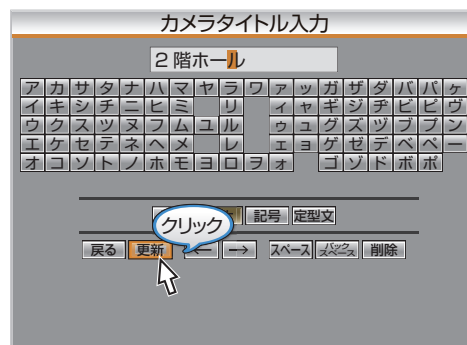 カメラタイトル入力
2階ホール
ア カ サ タ ナ ハ マ ヤ ラ ワ ァ ッ ガ ザ ダ バ パ ヶ
イ キ シ チ ニ ヒ ミ リ ィ ャ ギ ジ ヂ ビ ピ ヴ
ウ ク ス ツ ヌ フ ム ユ ル ゥ ュ グ ズ ヅ ブ プ ン
エ ケ セ テ ネ ヘ メ レ ェ ョ ゲ ゼ デ ベ ペ ー
オ コ ソ ト ノ ホ モ ヨ ロ ヲ ォ ゴ ゾ ド ボ ポ
記号 定型文
クリック
戻る 更新 ← → スペース バックスペース 削除